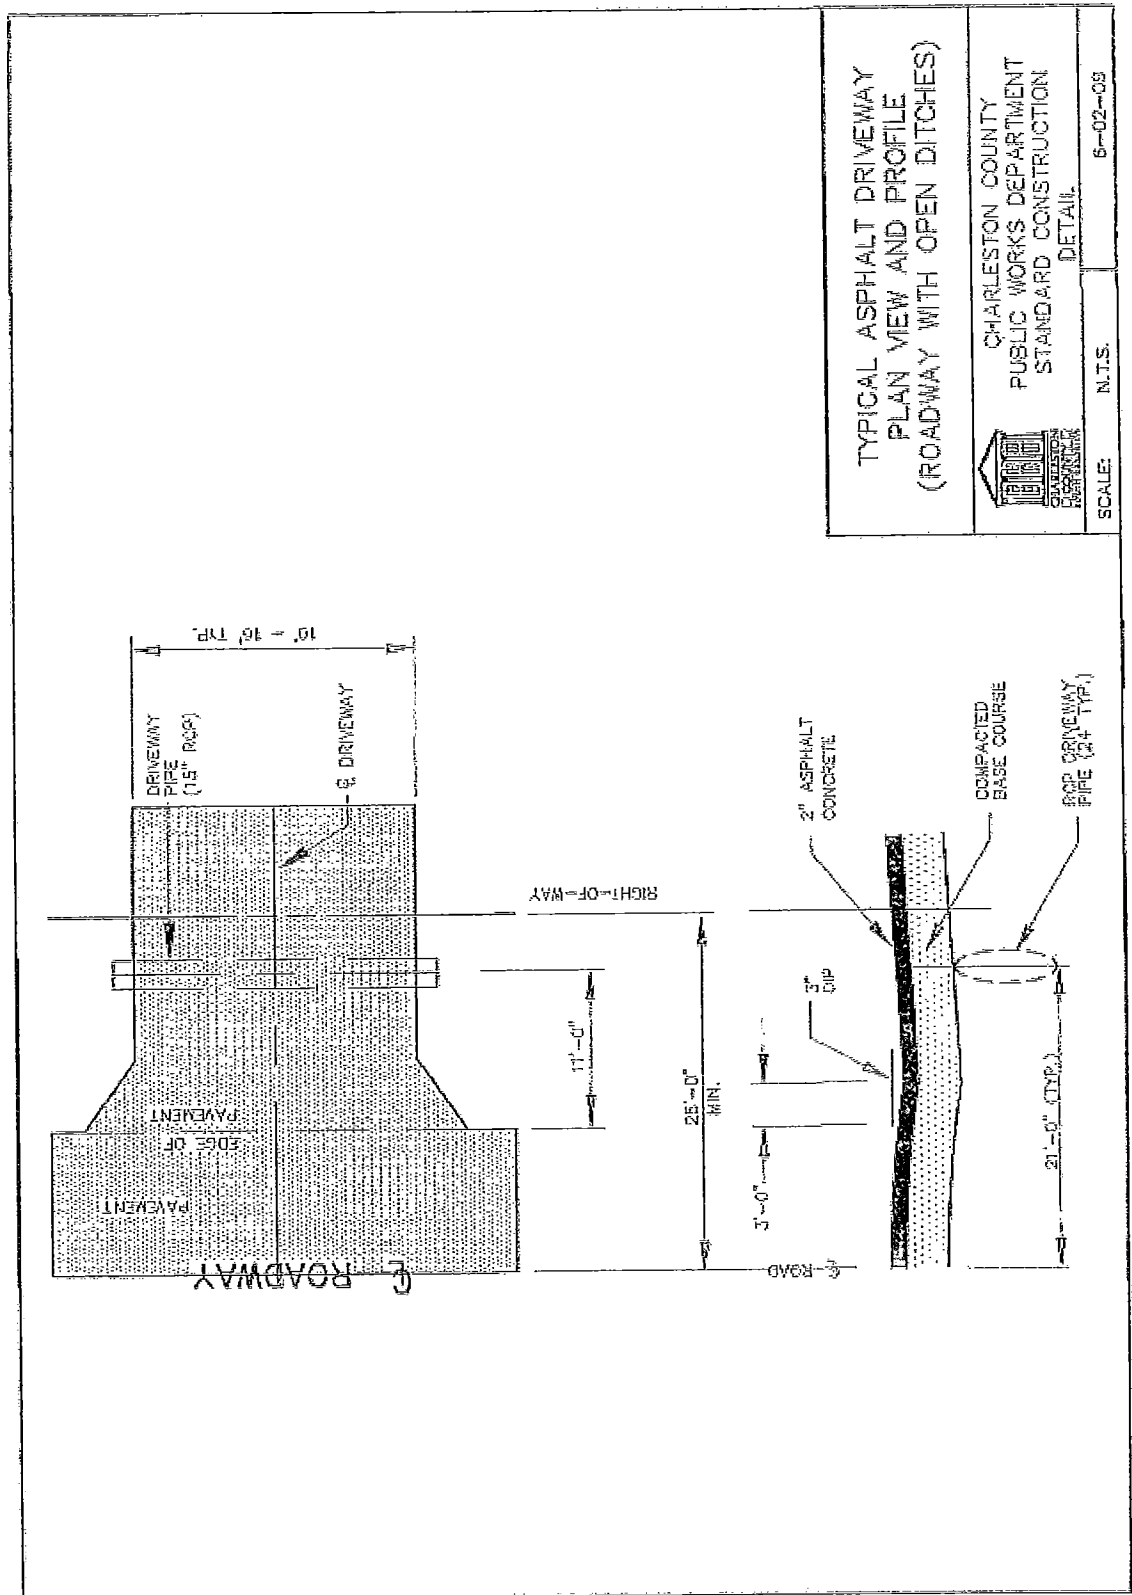 DRIVEWAY
PIPE
(15" RCP)
10' - 16' TYP.
℄ DRIVEWAY
RIGHT-OF-WAY
EDGE OF
PAVEMENT
PAVEMENT
℄ ROADWAY
11'-0"
25'-0"
MIN.
2" ASPHALT
CONCRETE
3"
DIP
3'-0"
℄ ROAD
COMPACTED
BASE COURSE
RCP DRIVEWAY
PIPE (24' TYP.)
21'-0" (TYP.)
TYPICAL ASPHALT DRIVEWAY
PLAN VIEW AND PROFILE
(ROADWAY WITH OPEN DITCHES)
CHARLESTON COUNTY
PUBLIC WORKS DEPARTMENT
STANDARD CONSTRUCTION
DETAIL
CHARLESTON
COUNTY
SCALE: N.T.S.
6-02-09